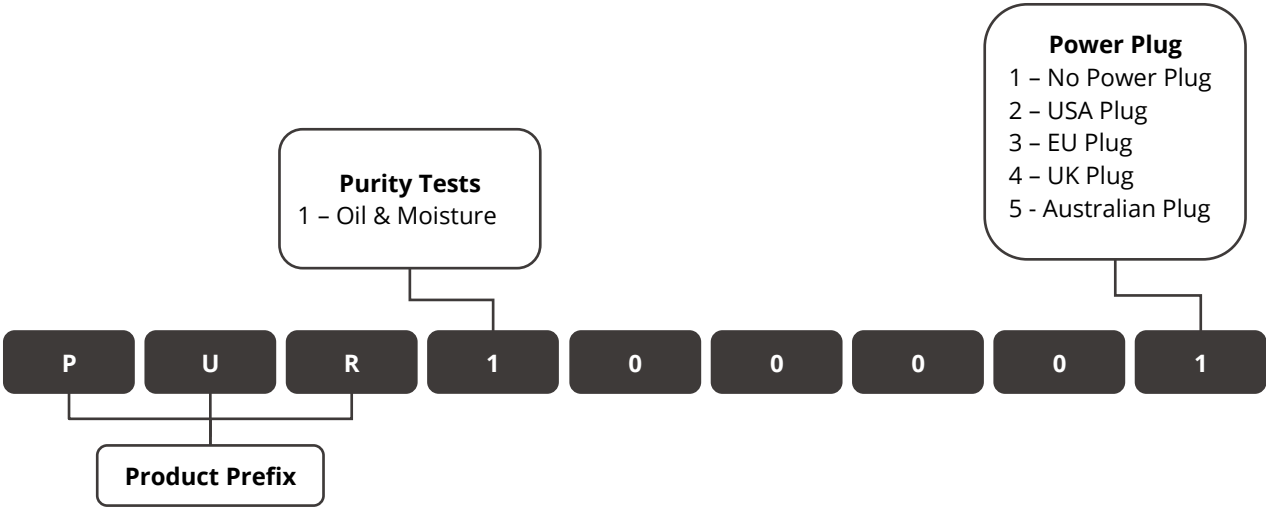 Power Plug
1 – No Power Plug
2 – USA Plug
3 – EU Plug
4 – UK Plug
5 - Australian Plug
Purity Tests
1 – Oil & Moisture
P U R 1 0 0 0 0 1
Product Prefix